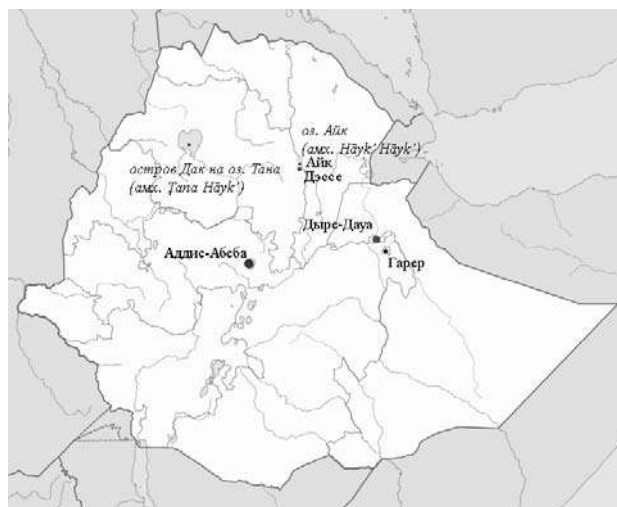 оз. Айк
(амх. Hāyk’ Hāyk’)
Айк
Дэссе
остров Дак на оз. Тана
(амх. Ţana Hāyk’)
Дыре-Дауа
Аддис-Абеба
Гарер